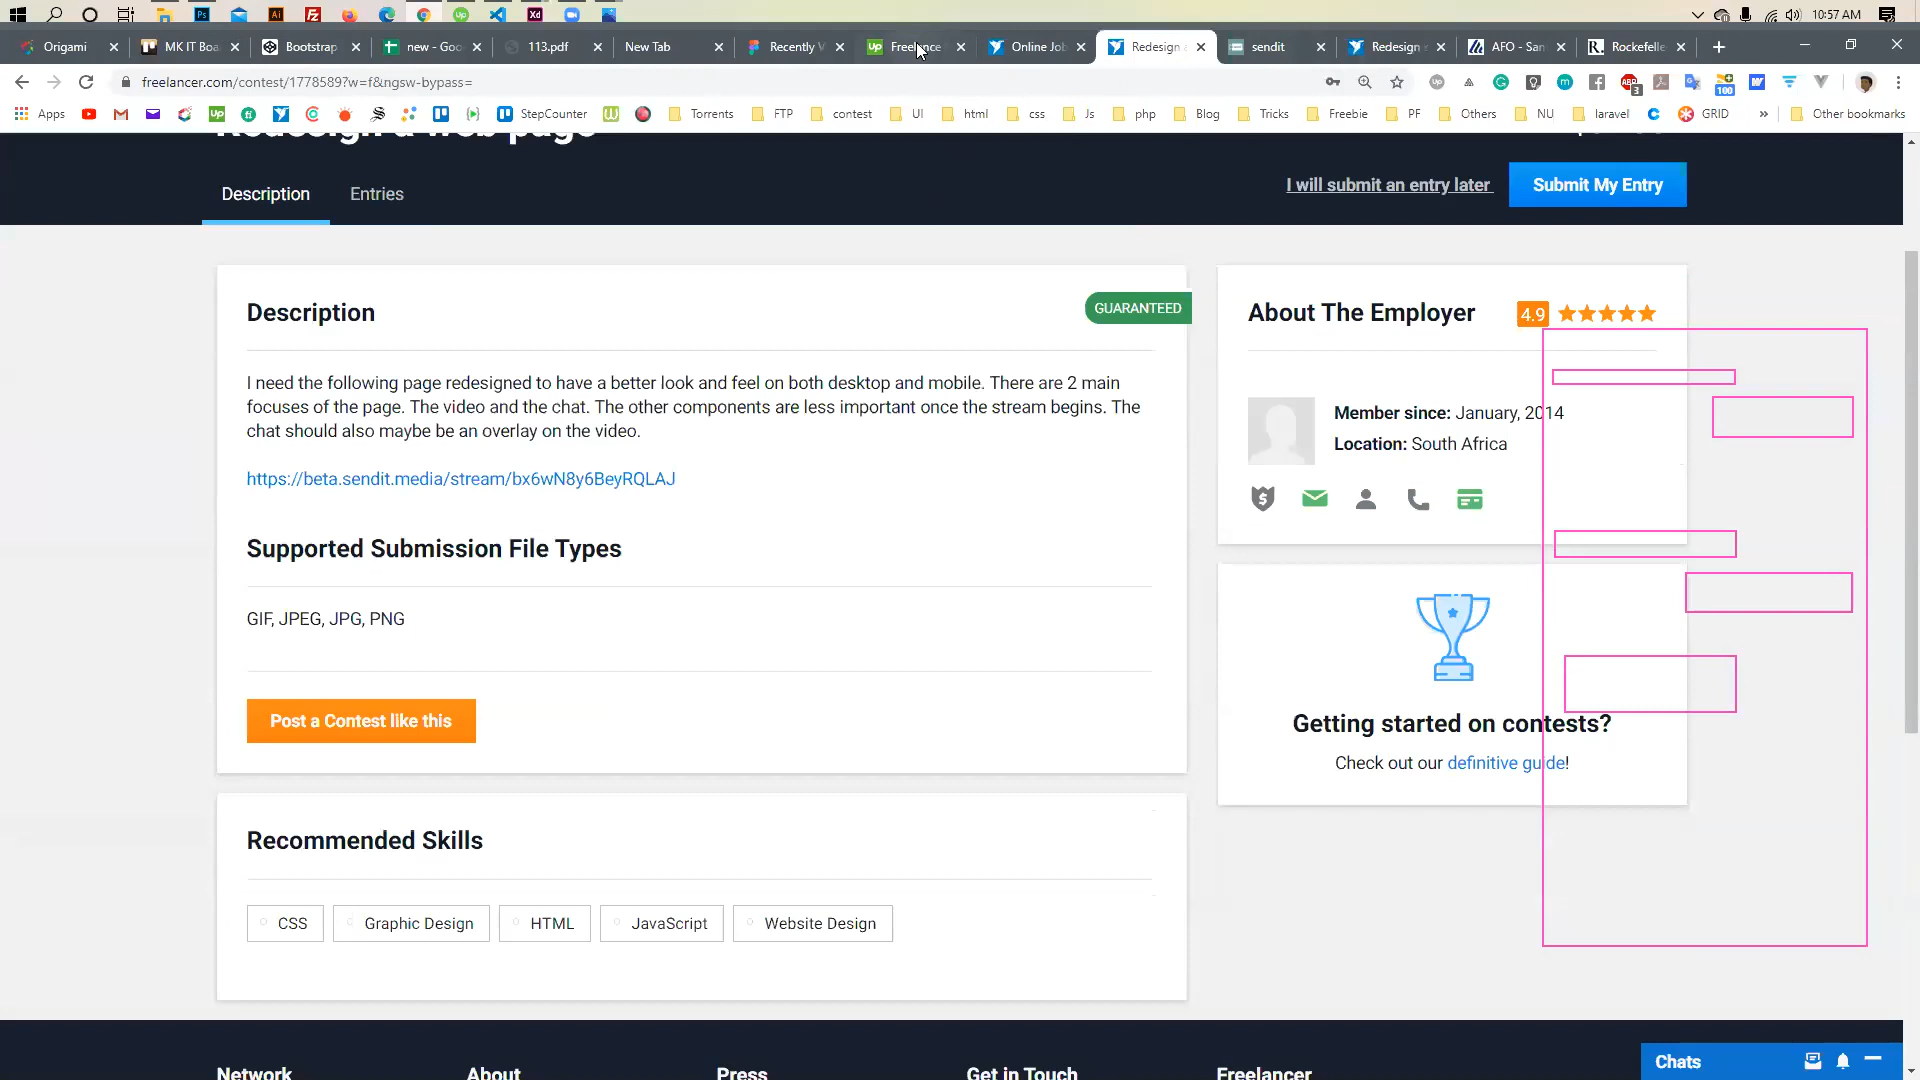 10:57 AM
Origami
MK IT Boa
Bootstrap
new - Goo
113.pdf
New Tab
Recently V
Freelance
Online Job
Redesign a
sendit
Redesign
AFO - San
Rockefelle
freelancer.com/contest/1778589?w=f&ngsw-bypass=
Apps
StepCounter
Torrents
FTP
contest
UI
html
css
Js
php
Blog
Tricks
Freebie
PF
Others
NU
laravel
GRID
Other bookmarks
Redesign a web page
Description
Entries
I will submit an entry later
Submit My Entry
Description
GUARANTEED
I need the following page redesigned to have a better look and feel on both desktop and mobile. There are 2 main
focuses of the page. The video and the chat. The other components are less important once the stream begins. The
chat should also maybe be an overlay on the video.
https://beta.sendit.media/stream/bx6wN8y6BeyRQLAJ
Supported Submission File Types
GIF, JPEG, JPG, PNG
Post a Contest like this
About The Employer
4.9
Member since: January, 2014
Location: South Africa
Getting started on contests?
Check out our definitive guide!
Recommended Skills
CSS
Graphic Design
HTML
JavaScript
Website Design
Network
About
Press
Get in Touch
Freelancer
Chats